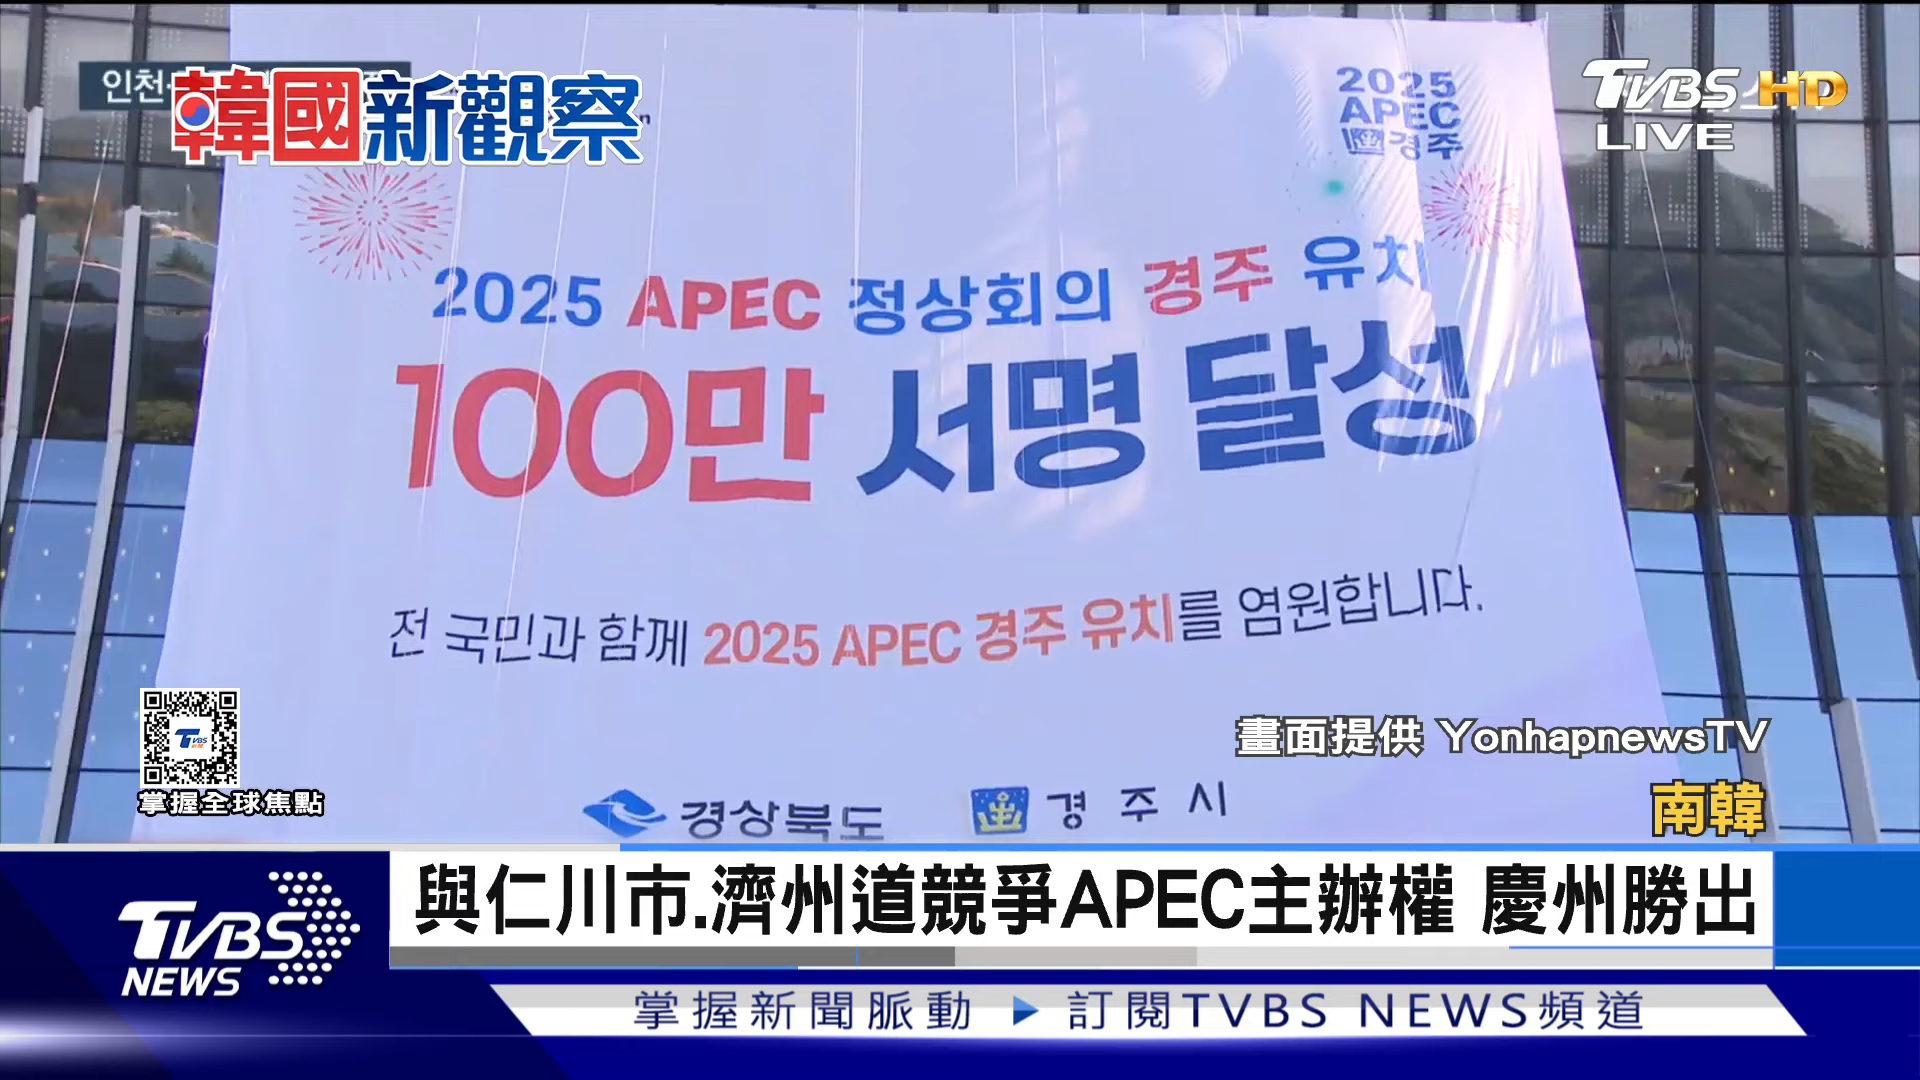 인천
韓國新觀察
TVBS HD
LIVE
2025
APEC
경주
2025 APEC 정상회의 경주 유치
100만 서명 달성
전 국민과 함께 2025 APEC 경주 유치를 염원합니다.
TVBS
掌握全球焦點
畫面提供 YonhapnewsTV
南韓
경상북도
경주시
與仁川市.濟州道競爭APEC主辦權 慶州勝出
TVBS
NEWS
掌握新聞脈動 ▶ 訂閱TVBS NEWS頻道